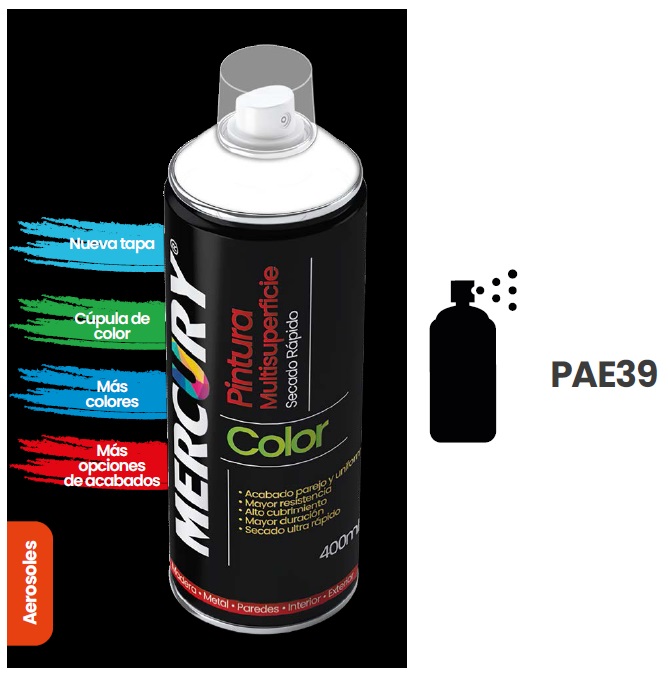 Nueva tapa
Cúpula de
color
Más
colores
Más
opciones
de acabados
Aerosoles
MERCURY®
Pintura
Multisuperficie
Secado Rápido
Color
• Acabado parejo y uniform
• Mayor resistencia
• Alto cubrimiento
• Mayor duración
• Secado ultra rápido
400ml
Madera • Metal • Paredes • Interior • Exterior
PAE39